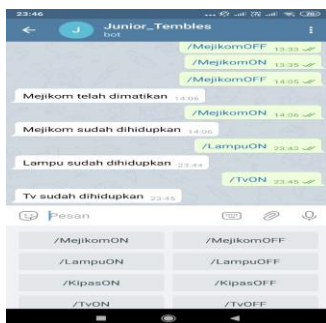 23:46
Junior_Tembles
bot
/MejikomOFF 13:33
/MejikomON 13:35
/MejikomOFF 14:05
Mejikom telah dimatikan 14:06
/MejikomON 14:06
Mejikom sudah dihidupkan 14:06
/LampuON 23:43
Lampu sudah dihidupkan 23:44
/TvON 23:45
Tv sudah dihidupkan 23:45
Pesan
/MejikomON /MejikomOFF
/LampuON /LampuOFF
/KipasON /KipasOFF
/TvON /TvOFF